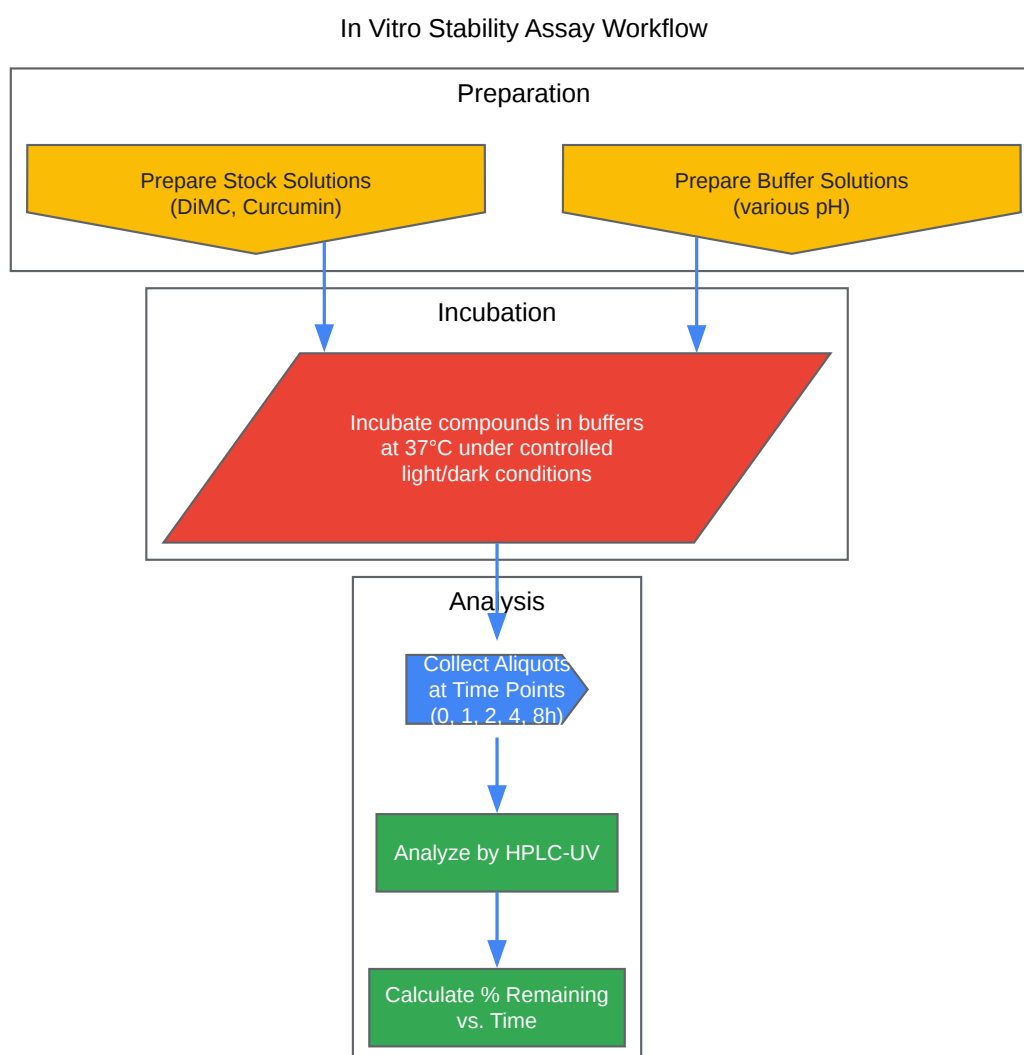 In Vitro Stability Assay Workflow
Preparation
Prepare Stock Solutions
(DiMC, Curcumin)
Prepare Buffer Solutions
(various pH)
Incubation
Incubate compounds in buffers
at 37°C under controlled
light/dark conditions
Analysis
Collect Aliquots
at Time Points
(0, 1, 2, 4, 8h)
Analyze by HPLC-UV
Calculate % Remaining
vs. Time